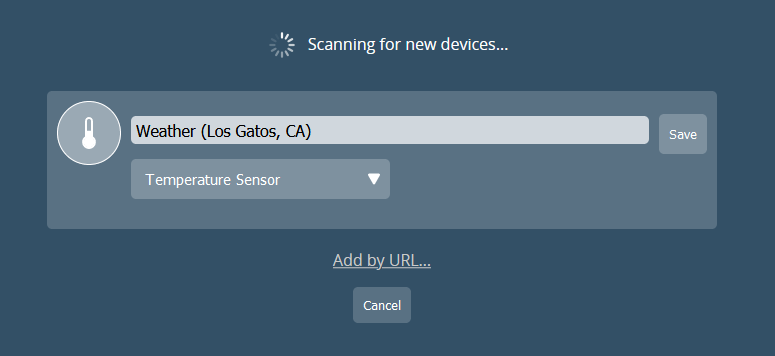 Scanning for new devices...
Weather (Los Gatos, CA)
Save
Temperature Sensor
Add by URL...
Cancel